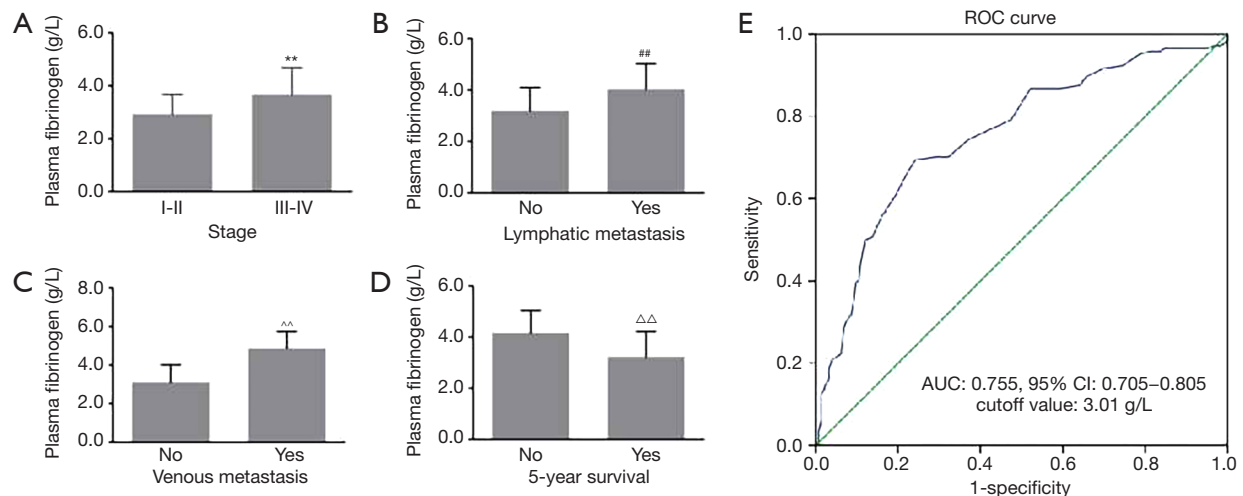 A
Plasma fibrinogen (g/L)
6.0
4.0
2.0
0.0
**
I-II
III-IV
Stage
B
Plasma fibrinogen (g/L)
6.0
4.0
2.0
0.0
##
No
Yes
Lymphatic metastasis
C
Plasma fibrinogen (g/L)
8.0
6.0
4.0
2.0
0.0
^^
No
Yes
Venous metastasis
D
Plasma fibrinogen (g/L)
6.0
4.0
2.0
0.0
△△
No
Yes
5-year survival
E
ROC curve
Sensitivity
1.0
0.8
0.6
0.4
0.2
0.0
AUC: 0.755, 95% CI: 0.705–0.805
cutoff value: 3.01 g/L
0.0 0.2 0.4 0.6 0.8 1.0
1-specificity